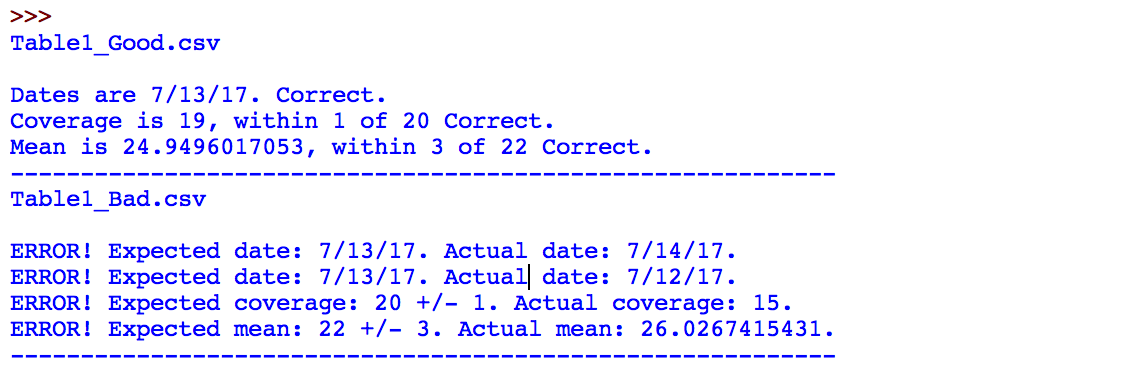 >>>
Table1_Good.csv
Dates are 7/13/17. Correct.
Coverage is 19, within 1 of 20 Correct.
Mean is 24.9496017053, within 3 of 22 Correct.
-----------------------------------------------------------
Table1_Bad.csv
ERROR! Expected date: 7/13/17. Actual date: 7/14/17.
ERROR! Expected date: 7/13/17. Actual date: 7/12/17.
ERROR! Expected coverage: 20 +/- 1. Actual coverage: 15.
ERROR! Expected mean: 22 +/- 3. Actual mean: 26.0267415431.
-----------------------------------------------------------